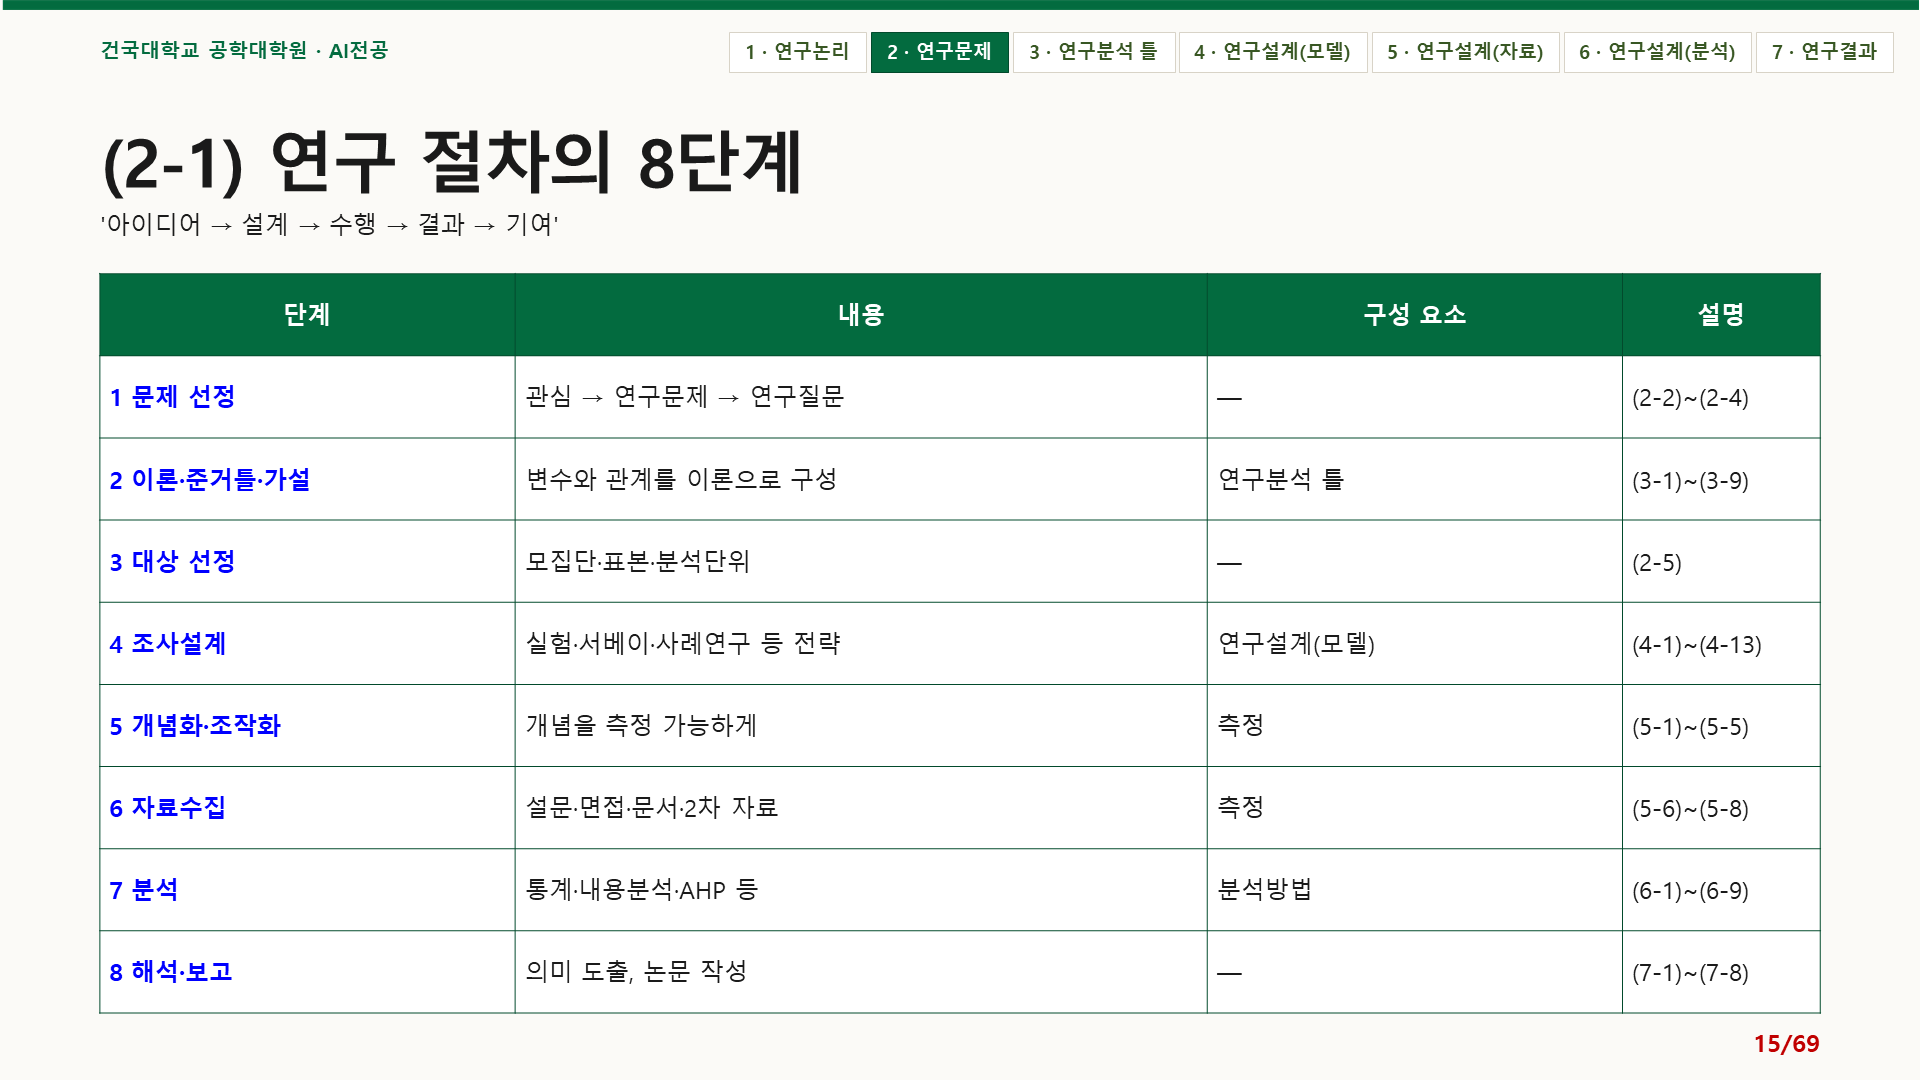 건국대학교 공학대학원 · AI전공
1 · 연구논리
2 · 연구문제
3 · 연구분석 틀
4 · 연구설계(모델)
5 · 연구설계(자료)
6 · 연구설계(분석)
7 · 연구결과
(2-1) 연구 절차의 8단계
'아이디어 → 설계 → 수행 → 결과 → 기여'
단계 내용 구성 요소 설명
1 문제 선정 관심 → 연구문제 → 연구질문 — (2-2)~(2-4)
2 이론·준거틀·가설 변수와 관계를 이론으로 구성 연구분석 틀 (3-1)~(3-9)
3 대상 선정 모집단·표본·분석단위 — (2-5)
4 조사설계 실험·서베이·사례연구 등 전략 연구설계(모델) (4-1)~(4-13)
5 개념화·조작화 개념을 측정 가능하게 측정 (5-1)~(5-5)
6 자료수집 설문·면접·문서·2차 자료 측정 (5-6)~(5-8)
7 분석 통계·내용분석·AHP 등 분석방법 (6-1)~(6-9)
8 해석·보고 의미 도출, 논문 작성 — (7-1)~(7-8)
15/69